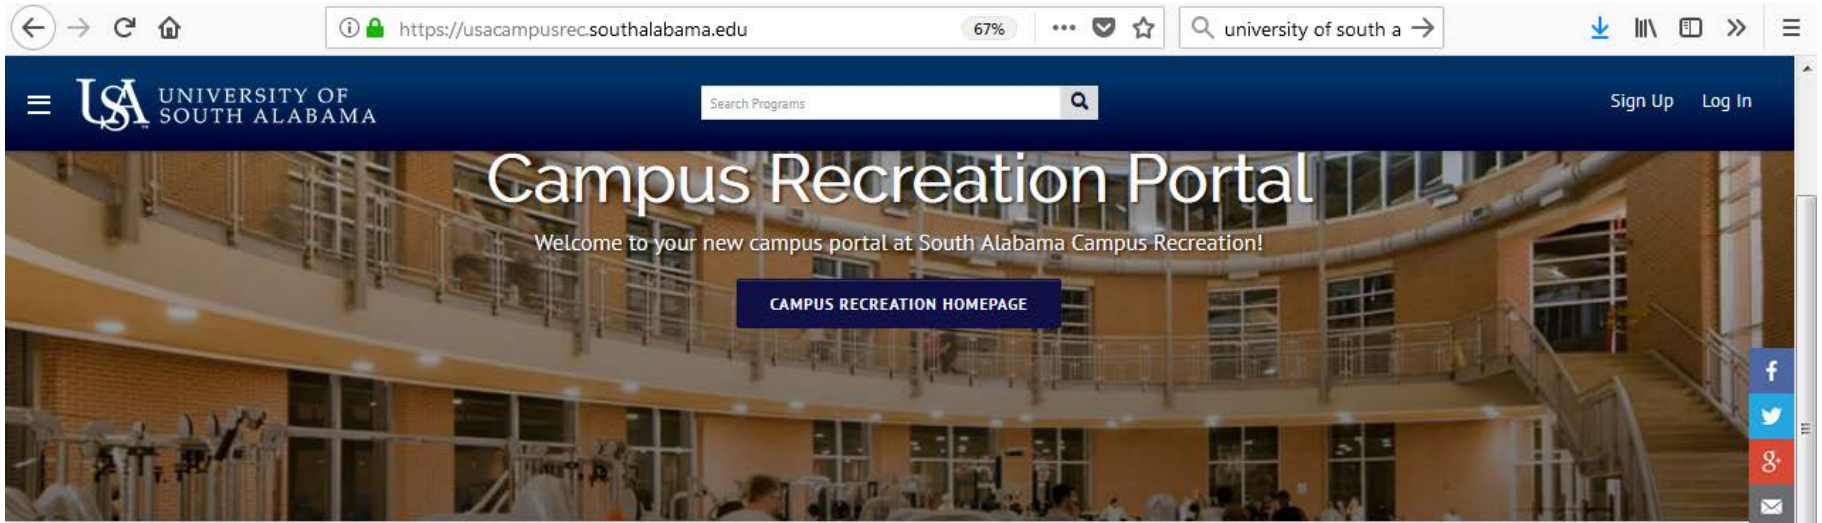 https://usacampusrec.southalabama.edu
67%
university of south a
USA UNIVERSITY OF
SOUTH ALABAMA
Search Programs
Sign Up Log In
Campus Recreation Portal
Welcome to your new campus portal at South Alabama Campus Recreation!
CAMPUS RECREATION HOMEPAGE
f
g+